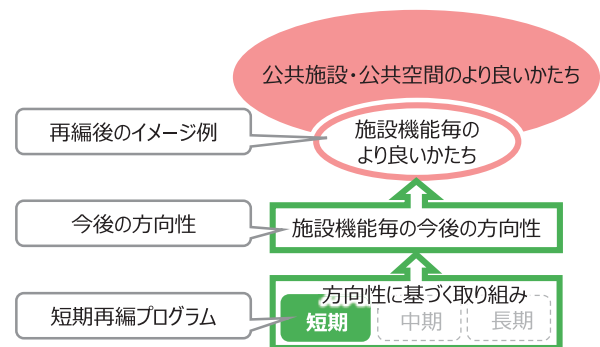 公共施設・公共空間のより良いかたち
再編後のイメージ例
施設機能毎の
より良いかたち
今後の方向性
施設機能毎の今後の方向性
方向性に基づく取り組み
短期再編プログラム
短期
中期
長期